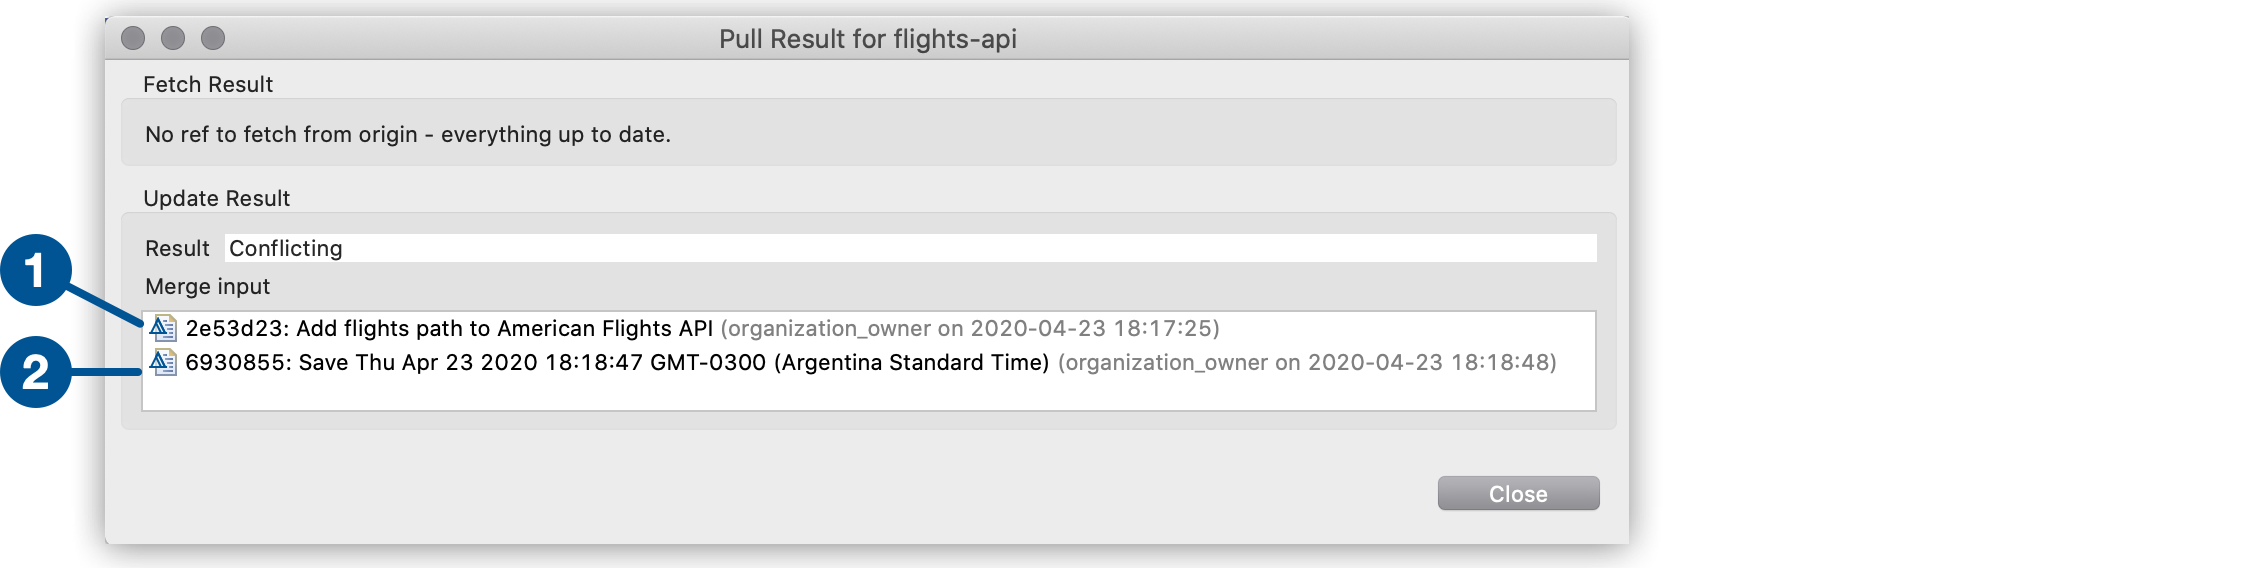 Pull Result for flights-api
Fetch Result
No ref to fetch from origin - everything up to date.
Update Result
Result Conflicting
Merge input
1
2e53d23: Add flights path to American Flights API (organization_owner on 2020-04-23 18:17:25)
2
6930855: Save Thu Apr 23 2020 18:18:47 GMT-0300 (Argentina Standard Time) (organization_owner on 2020-04-23 18:18:48)
Close